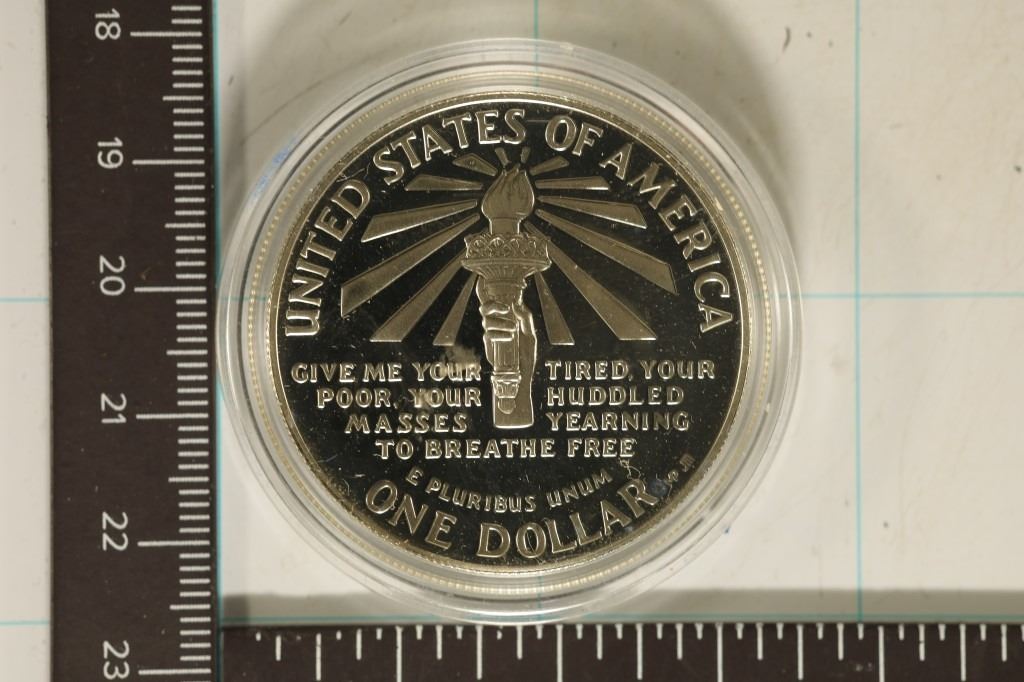 UNITED STATES OF AMERICA
GIVE ME YOUR TIRED, YOUR
POOR, YOUR HUDDLED
MASSES YEARNING
TO BREATHE FREE
E PLURIBUS UNUM
ONE DOLLAR
18
19
20
21
22
23